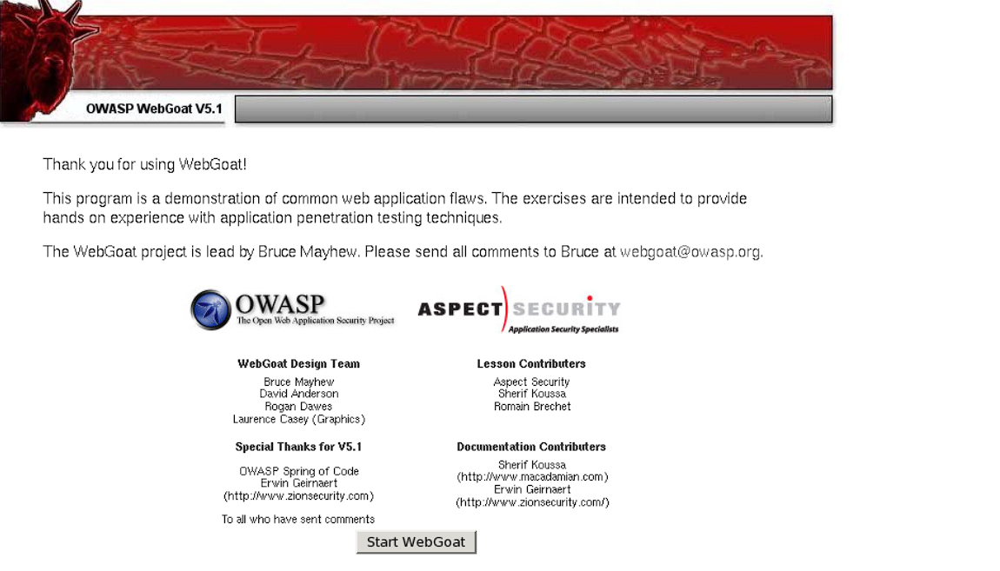 OWASP WebGoat V5.1
Thank you for using WebGoat!
This program is a demonstration of common web application flaws. The exercises are intended to provide
hands on experience with application penetration testing techniques.
The WebGoat project is lead by Bruce Mayhew. Please send all comments to Bruce at webgoat@owasp.org.
OWASP
The Open Web Application Security Project
ASPECT SECURITY
Application Security Specialists
WebGoat Design Team
Bruce Mayhew
David Anderson
Rogan Dawes
Laurence Casey (Graphics)
Lesson Contributers
Aspect Security
Sherif Koussa
Romain Brechet
Special Thanks for V5.1
OWASP Spring of Code
Erwin Geirnaert
(http://www.zionsecurity.com)
To all who have sent comments
Documentation Contributers
Sherif Koussa
(http://www.macadamian.com)
Erwin Geirnaert
(http://www.zionsecurity.com/)
Start WebGoat